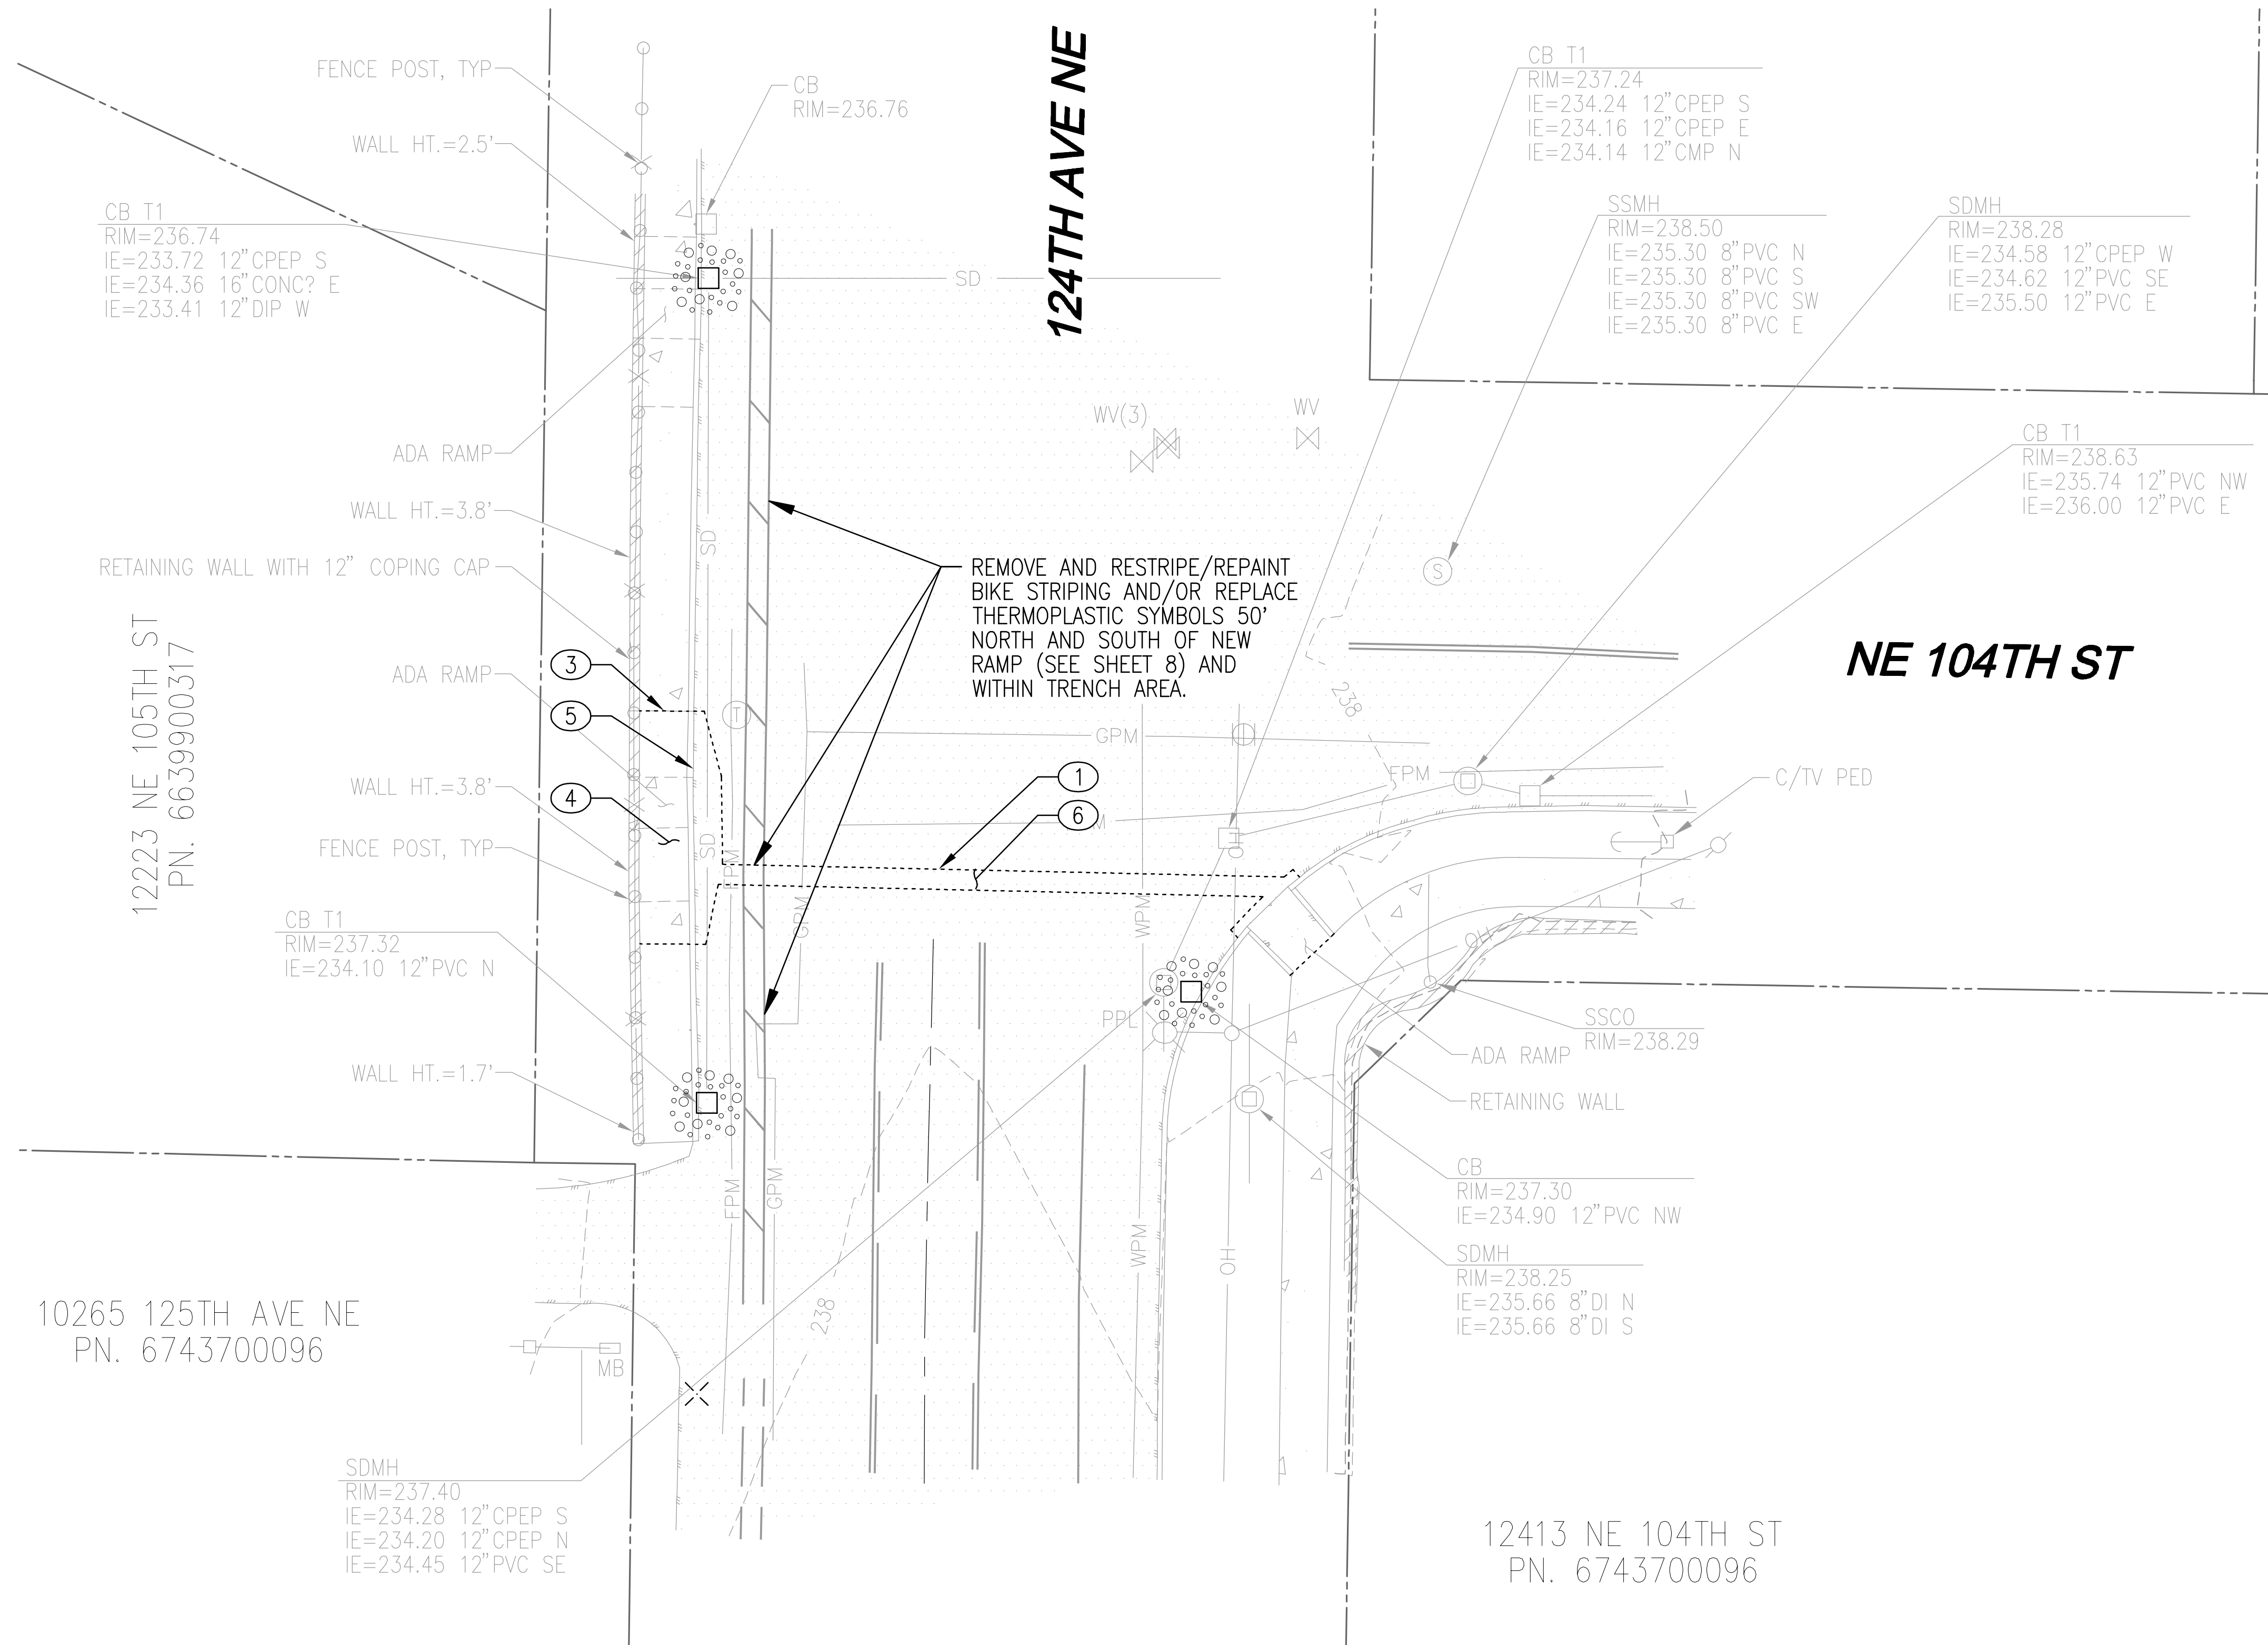 124TH AVE NE
FENCE POST, TYP
CB
RIM=236.76
WALL HT.=2.5'
CB T1
RIM=237.24
IE=234.24 12"CPEP S
IE=234.16 12"CPEP E
IE=234.14 12"CMP N
CB T1
RIM=236.74
IE=233.72 12"CPEP S
IE=234.36 16"CONC? E
IE=233.41 12"DIP W
SSMH
RIM=238.50
IE=235.30 8"PVC N
IE=235.30 8"PVC S
IE=235.30 8"PVC SW
IE=235.30 8"PVC E
SDMH
RIM=238.28
IE=234.58 12"CPEP W
IE=234.62 12"PVC SE
IE=235.50 12"PVC E
SD
WV(3)
WV
CB T1
RIM=238.63
IE=235.74 12"PVC NW
IE=236.00 12"PVC E
ADA RAMP
WALL HT.=3.8'
SD
RETAINING WALL WITH 12" COPING CAP
REMOVE AND RESTRIPE/REPAINT
BIKE STRIPING AND/OR REPLACE
THERMOPLASTIC SYMBOLS 50'
NORTH AND SOUTH OF NEW
RAMP (SEE SHEET 8) AND
WITHIN TRENCH AREA.
S
NE 104TH ST
12223 NE 105TH ST
PN. 6639900317
3
ADA RAMP
238
5
T
GPM
1
FPM
C/TV PED
WALL HT.=3.8'
4
6
M
SD
FPM
OH
FENCE POST, TYP
GPM
WPM
CB T1
RIM=237.32
IE=234.10 12"PVC N
OH
PPL
SSCO
RIM=238.29
ADA RAMP
WALL HT.=1.7'
RETAINING WALL
FPM
GPM
CB
RIM=237.30
IE=234.90 12"PVC NW
WPM
OH
SDMH
RIM=238.25
IE=235.66 8"DI N
IE=235.66 8"DI S
238
10265 125TH AVE NE
PN. 6743700096
MB
SDMH
RIM=237.40
IE=234.28 12"CPEP S
IE=234.20 12"CPEP N
IE=234.45 12"PVC SE
12413 NE 104TH ST
PN. 6743700096